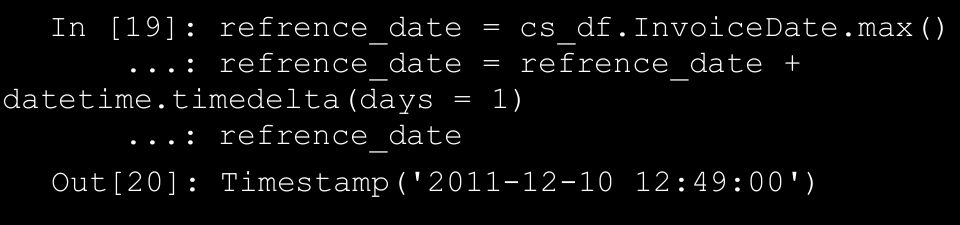 In [19]: refrence_date = cs_df.InvoiceDate.max()
...: refrence_date = refrence_date +
datetime.timedelta(days = 1)
...: refrence_date
Out[20]: Timestamp('2011-12-10 12:49:00')